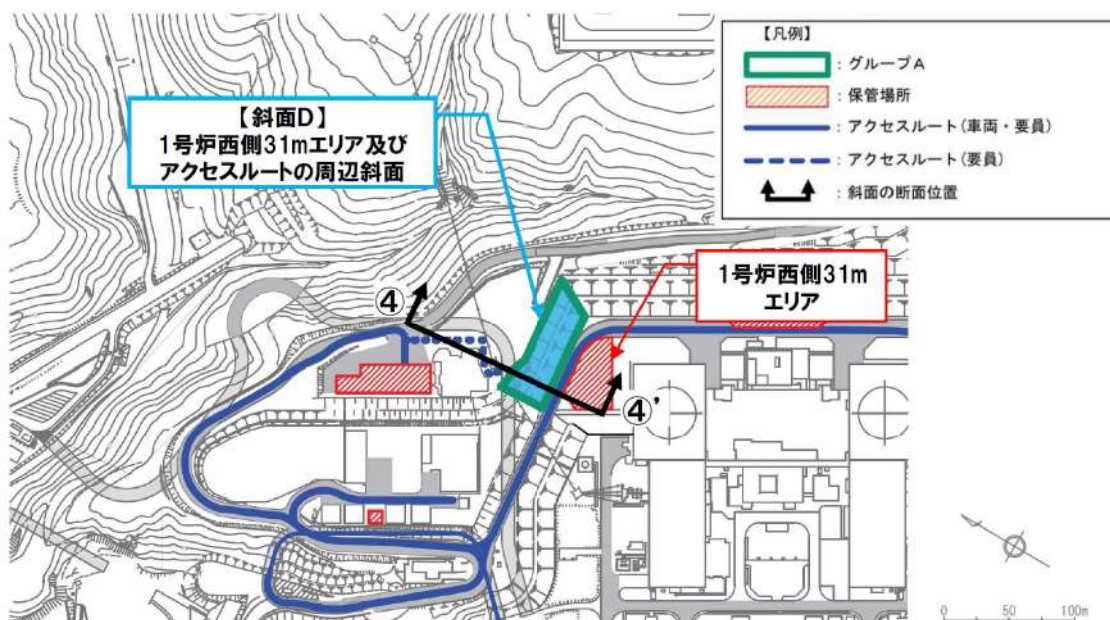 【凡例】
: グループA
: 保管場所
: アクセスルート(車両・要員)
: アクセスルート(要員)
: 斜面の断面位置
【斜面D】
1号炉西側31mエリア及び
アクセスルートの周辺斜面
1号炉西側31m
エリア
④
④'
0 50 100m